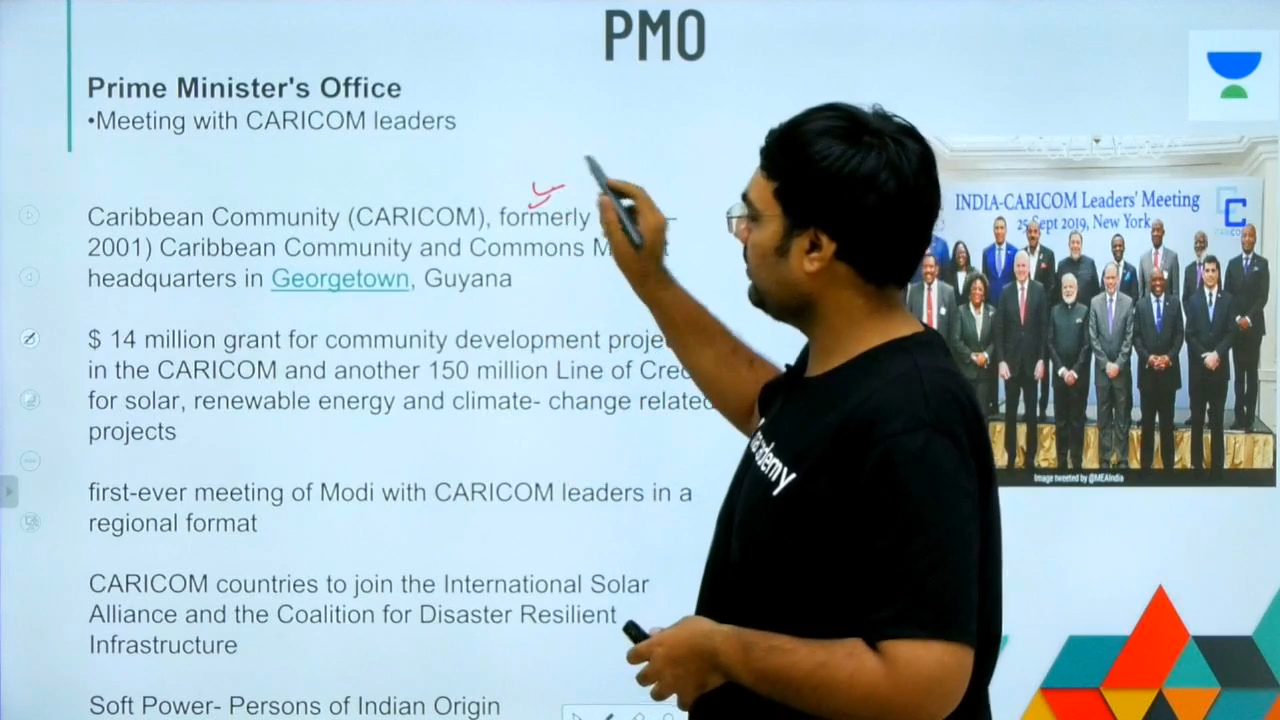 PMO
Prime Minister's Office
•Meeting with CARICOM leaders
Caribbean Community (CARICOM), formerly
2001) Caribbean Community and Commons
headquarters in Georgetown, Guyana
$ 14 million grant for community development
in the CARICOM and another 150 million Line of
for solar, renewable energy and climate- change related
projects
first-ever meeting of Modi with CARICOM leaders in a
regional format
CARICOM countries to join the International Solar
Alliance and the Coalition for Disaster Resilient
Infrastructure
Soft Power- Persons of Indian Origin
INDIA-CARICOM Leaders' Meeting
25 Sept 2019, New York
Image tweeted by @MEAIndia